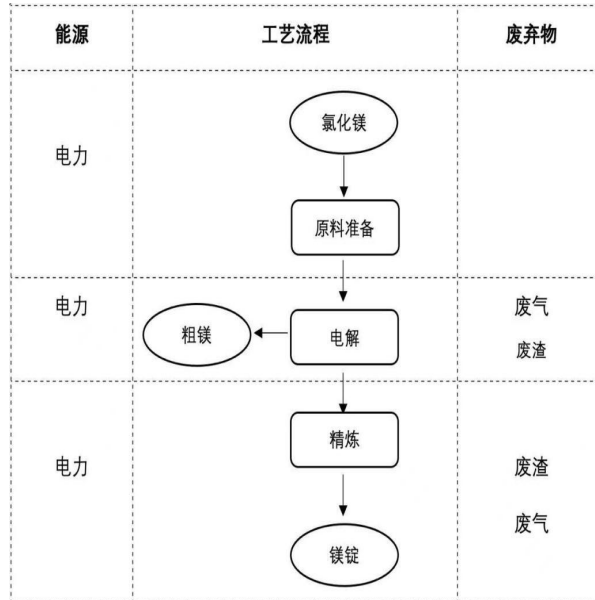 能源 工艺流程 废弃物
氯化镁
电力
原料准备
电力 废气
粗镁 电解
废渣
精炼
电力 废渣
废气
镁锭